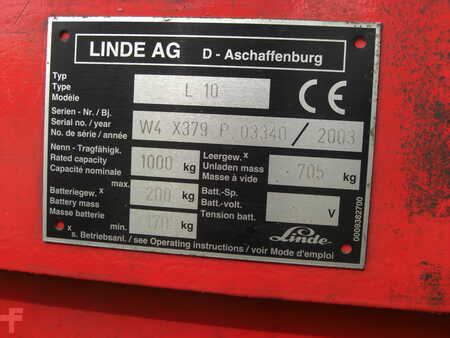 LINDE AG D - Aschaffenburg
Typ
Type
Modèle
L 10
CE
Serien - Nr. / Bj.
Serial no. / year
No. de série / année
W4 X379 P 03340 / 2003
Nenn - Tragfähigk.
Rated capacity
Capacité nominale
1000 kg
Leergew.x
Unladen mass
Masse à vide
705 kg
Batteriegew.x
Battery mass
Masse batterie
max.
200 kg
min.
170 kg
Batt.-Sp.
Batt.-volt.
Tension batt.
V
Linde
0009382700
x s. Betriebsanl. / see Operating instructions / voir Mode d'emploi